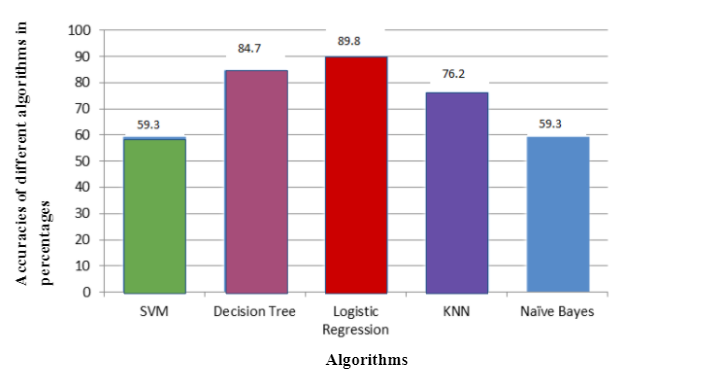 Accuracies of different algorithms in
percentages
100
90
80
70
60
50
40
30
20
10
0
59.3
84.7
89.8
76.2
59.3
SVM
Decision Tree
Logistic
Regression
KNN
Naïve Bayes
Algorithms